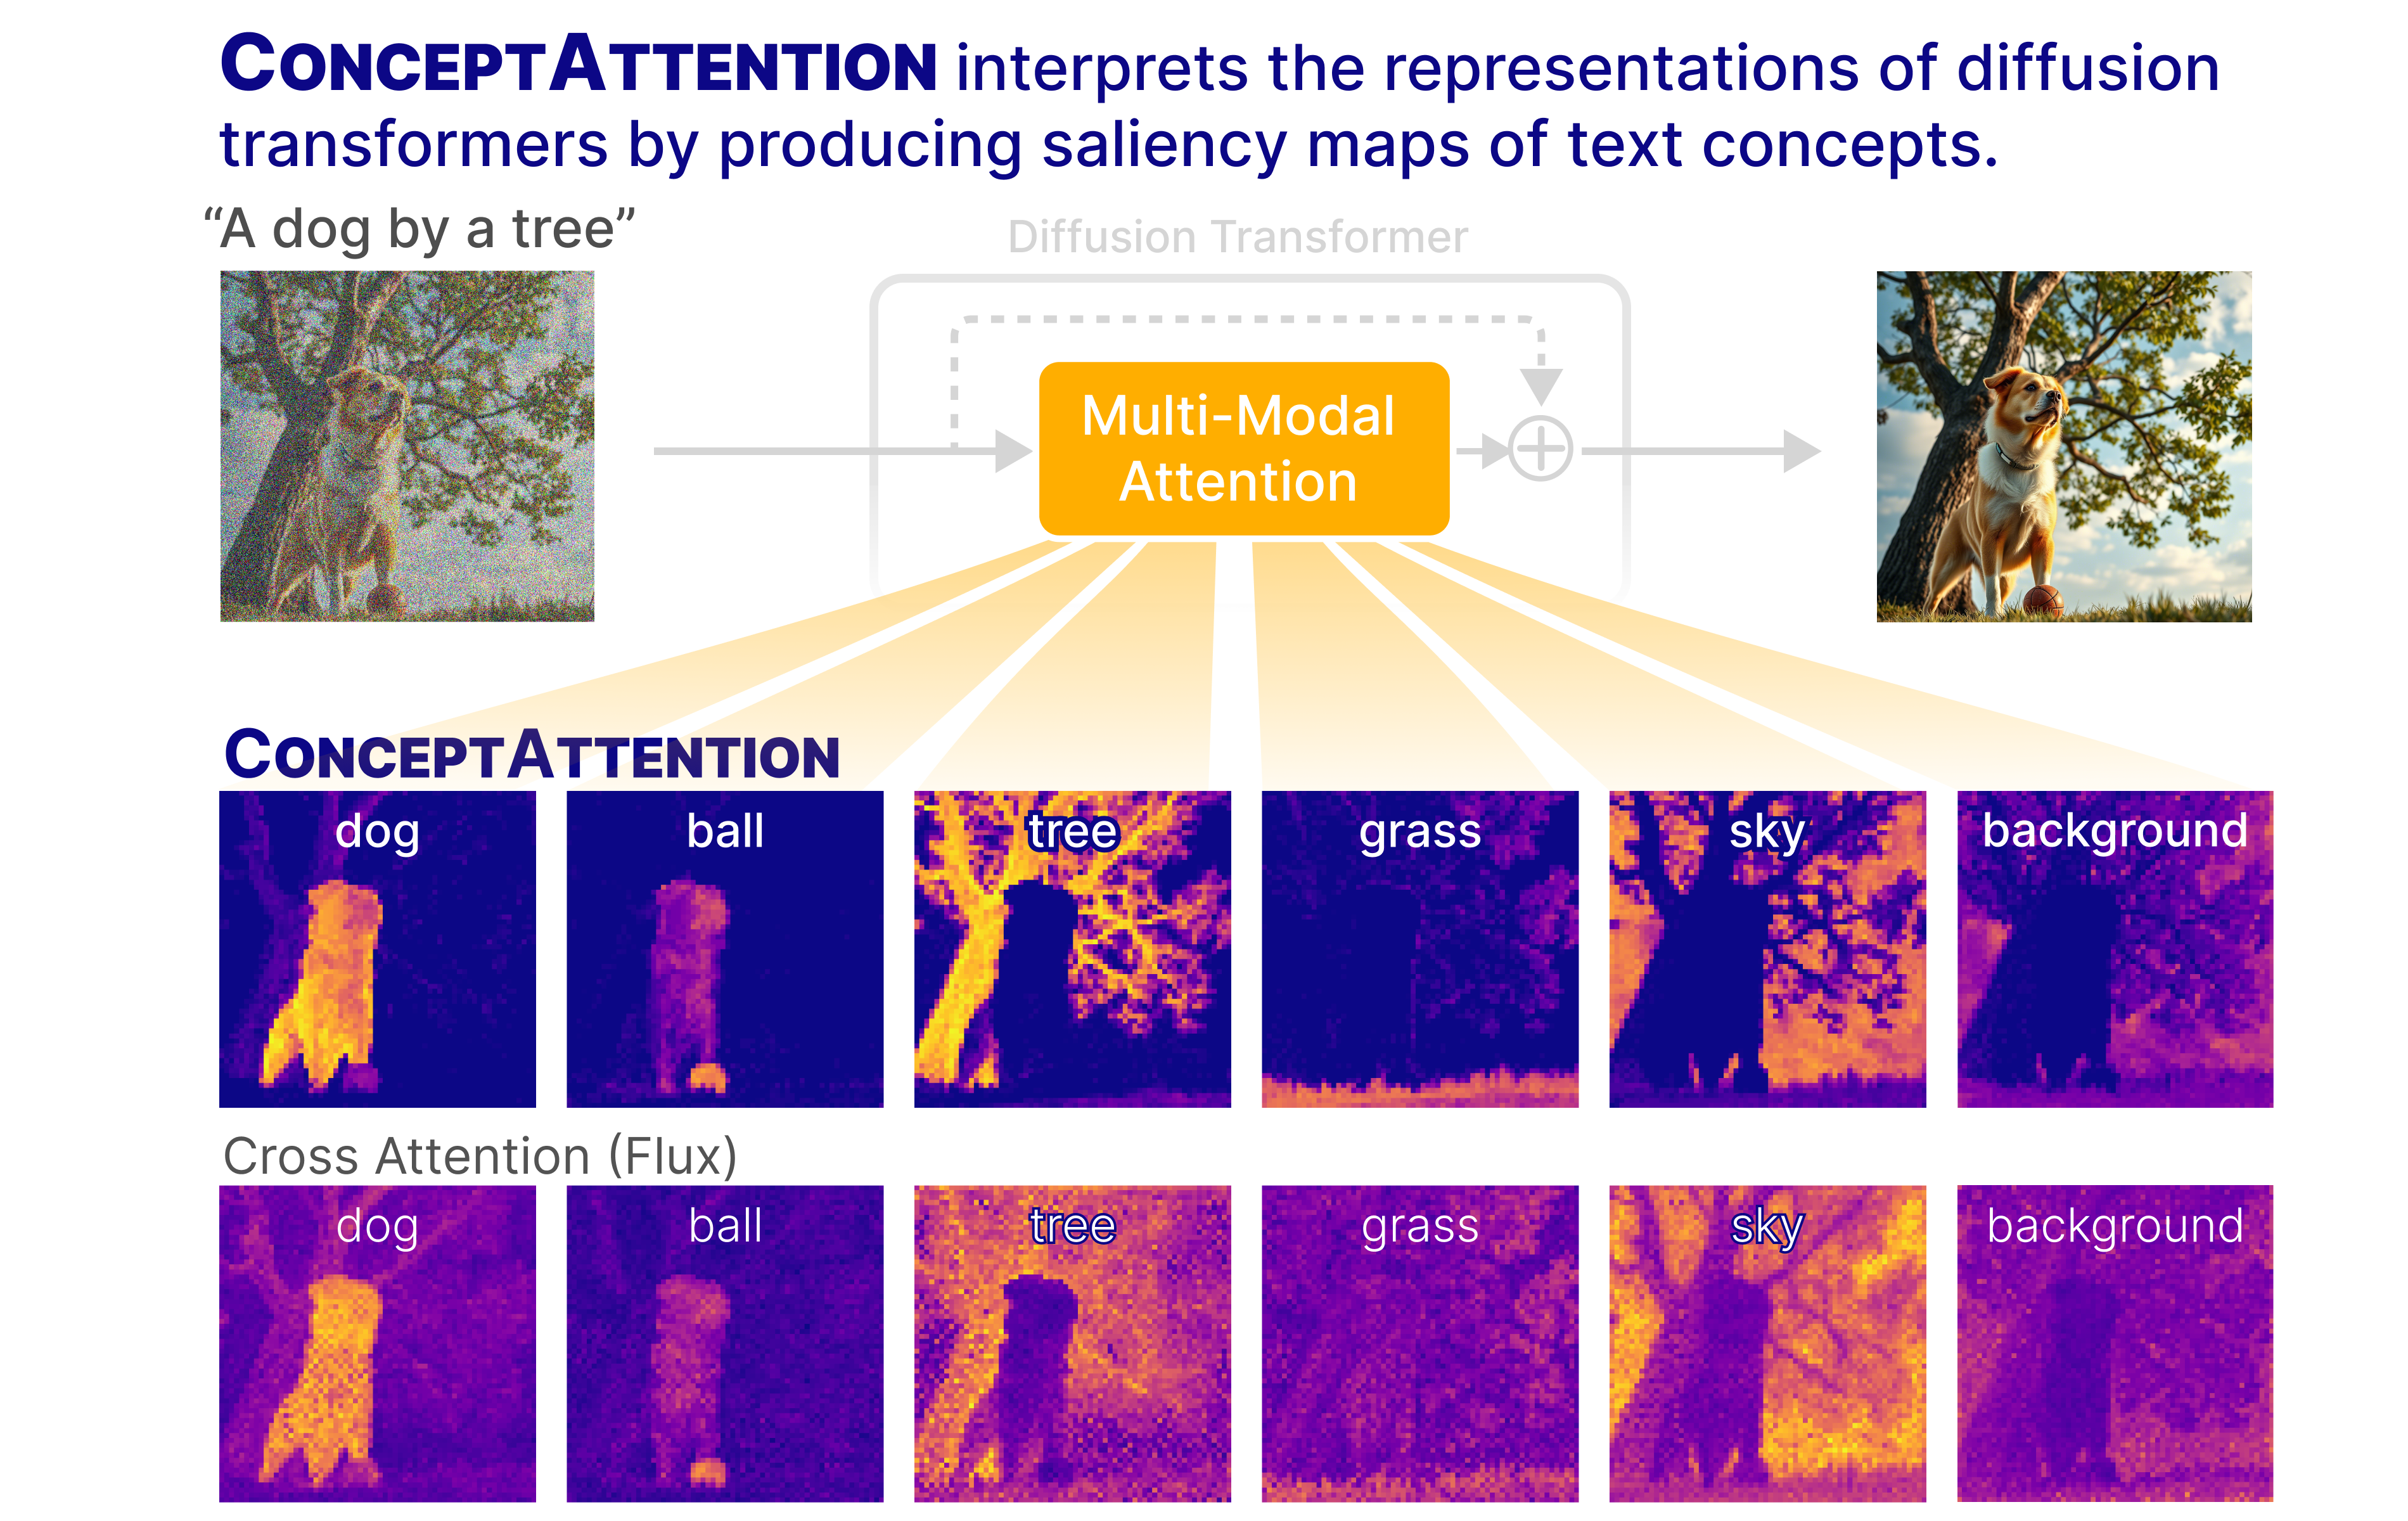 CONCEPTATTENTION interprets the representations of diffusion
transformers by producing saliency maps of text concepts.
“A dog by a tree”
Diffusion Transformer
Multi-Modal
Attention
CONCEPTATTENTION
dog
ball
tree
grass
sky
background
Cross Attention (Flux)
dog
ball
tree
grass
sky
background